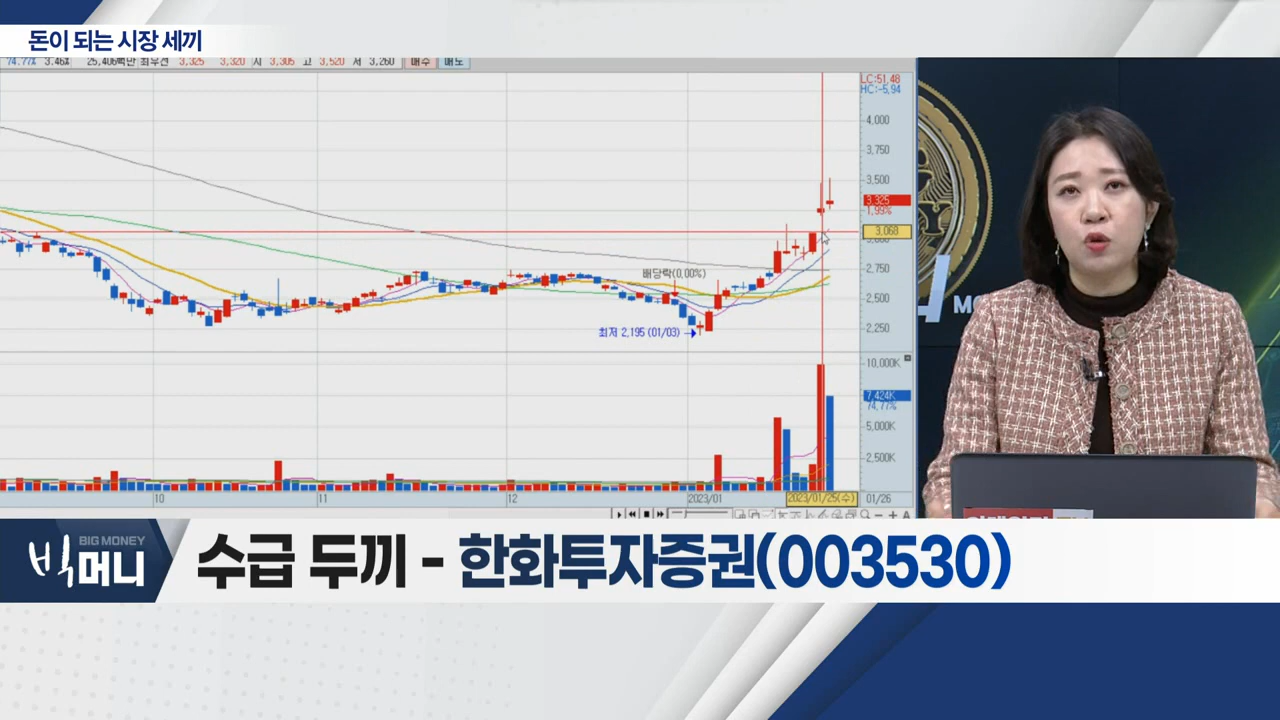 돈이 되는 시장 세끼
74.77% 3.46% 25,406백만 최우선 3,325 3,320 시 3,305 고 3,520 저 3,260 매수 매도
LC:51.48
HC:-5.94
4,000
3,750
3,500
3,325
1.99%
3,068
3,000
배당락(0.00%)
2,750
2,500
최저 2,195 (01/03)
2,250
10,000K
7,424K
74.77%
5,000K
2,500K
10 11 12 2023/01 2023/01/25(수) 01/26
A
BIG MONEY
빅머니
수급 두끼 - 한화투자증권(003530)